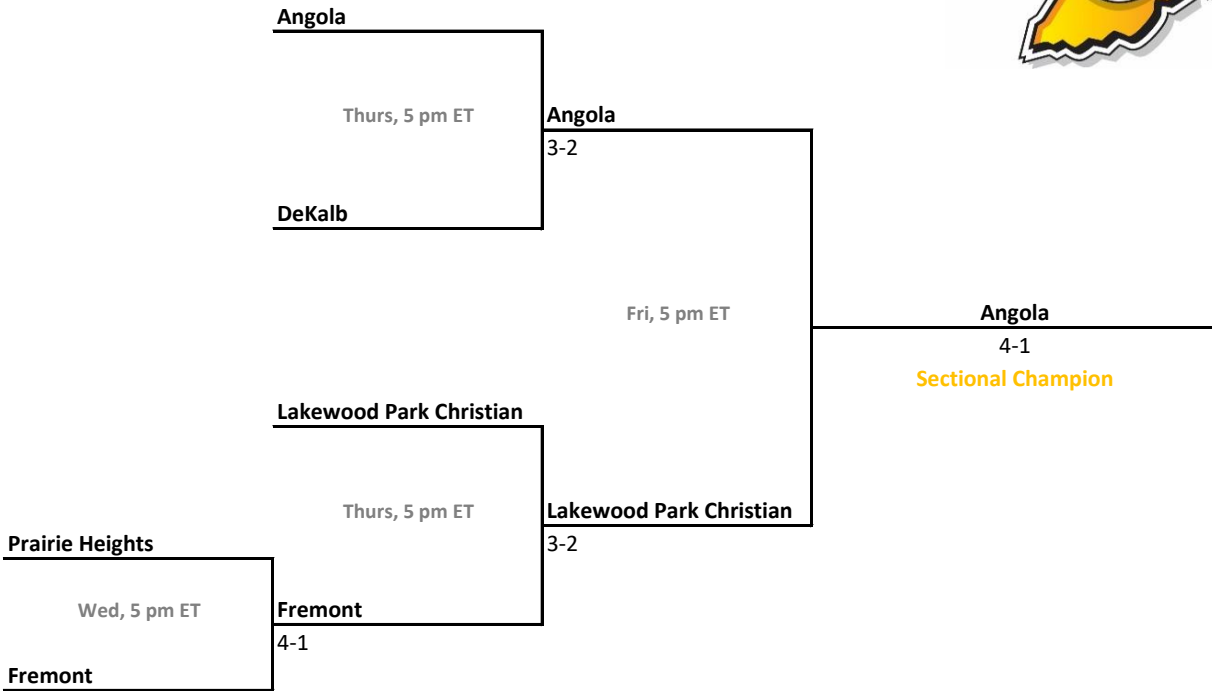 Angola
Thurs, 5 pm ET
Angola
3-2
DeKalb
Fri, 5 pm ET
Angola
4-1
Sectional Champion
Lakewood Park Christian
Thurs, 5 pm ET
Lakewood Park Christian
3-2
Prairie Heights
Wed, 5 pm ET
Fremont
4-1
Fremont